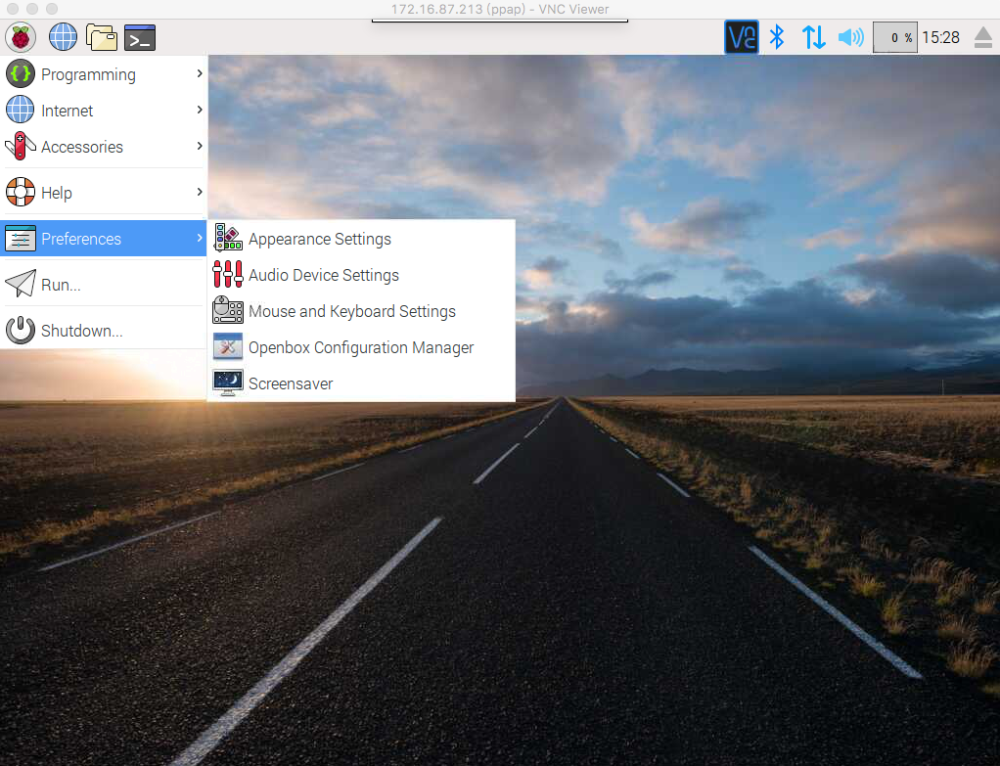 172.16.87.213 (ppap) - VNC Viewer
0 %
15:28
Programming
Internet
Accessories
Help
Preferences
Run...
Shutdown...
Appearance Settings
Audio Device Settings
Mouse and Keyboard Settings
Openbox Configuration Manager
Screensaver